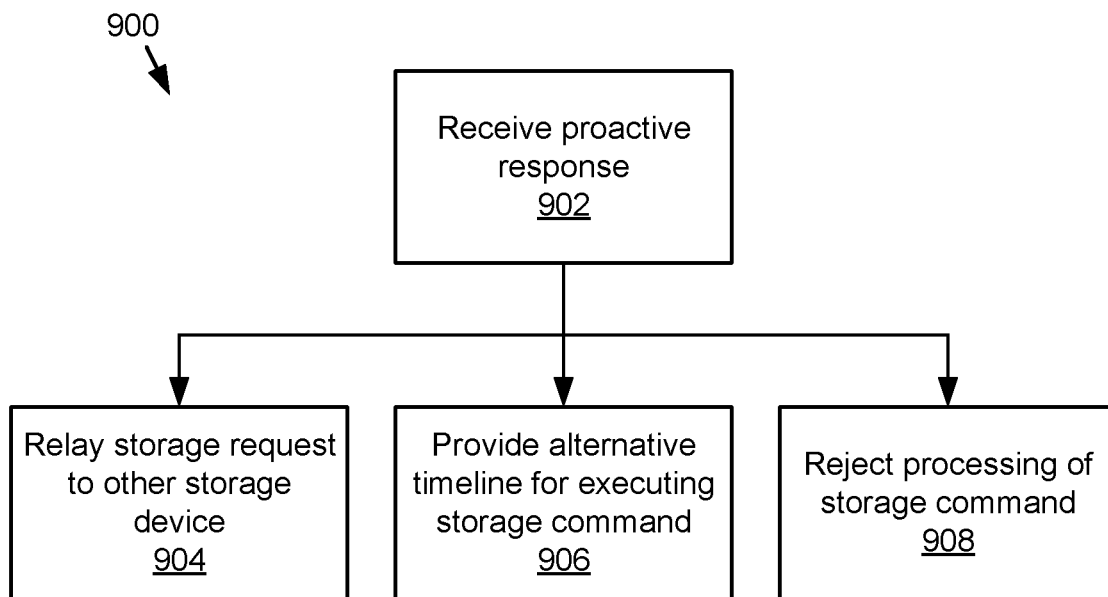 900
Receive proactive
response
902
Relay storage request
to other storage
device
904
Provide alternative
timeline for executing
storage command
906
Reject processing of
storage command
908